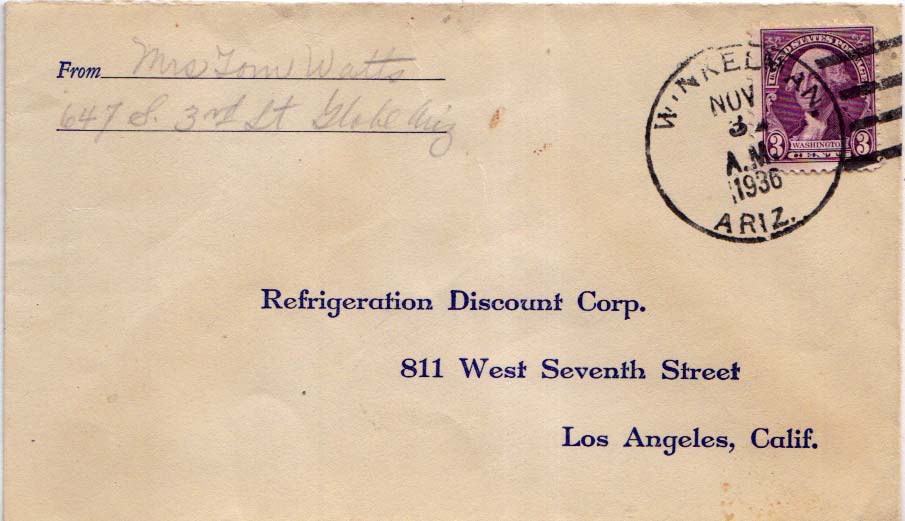 From Mrs Tom Watts
647 S. 3rd St Globe Ariz
WINKELMAN
NOV
3
A.M.
1936
ARIZ.
UNITED STATES POSTAGE
3 WASHINGTON 3
CENTS
Refrigeration Discount Corp.
811 West Seventh Street
Los Angeles, Calif.